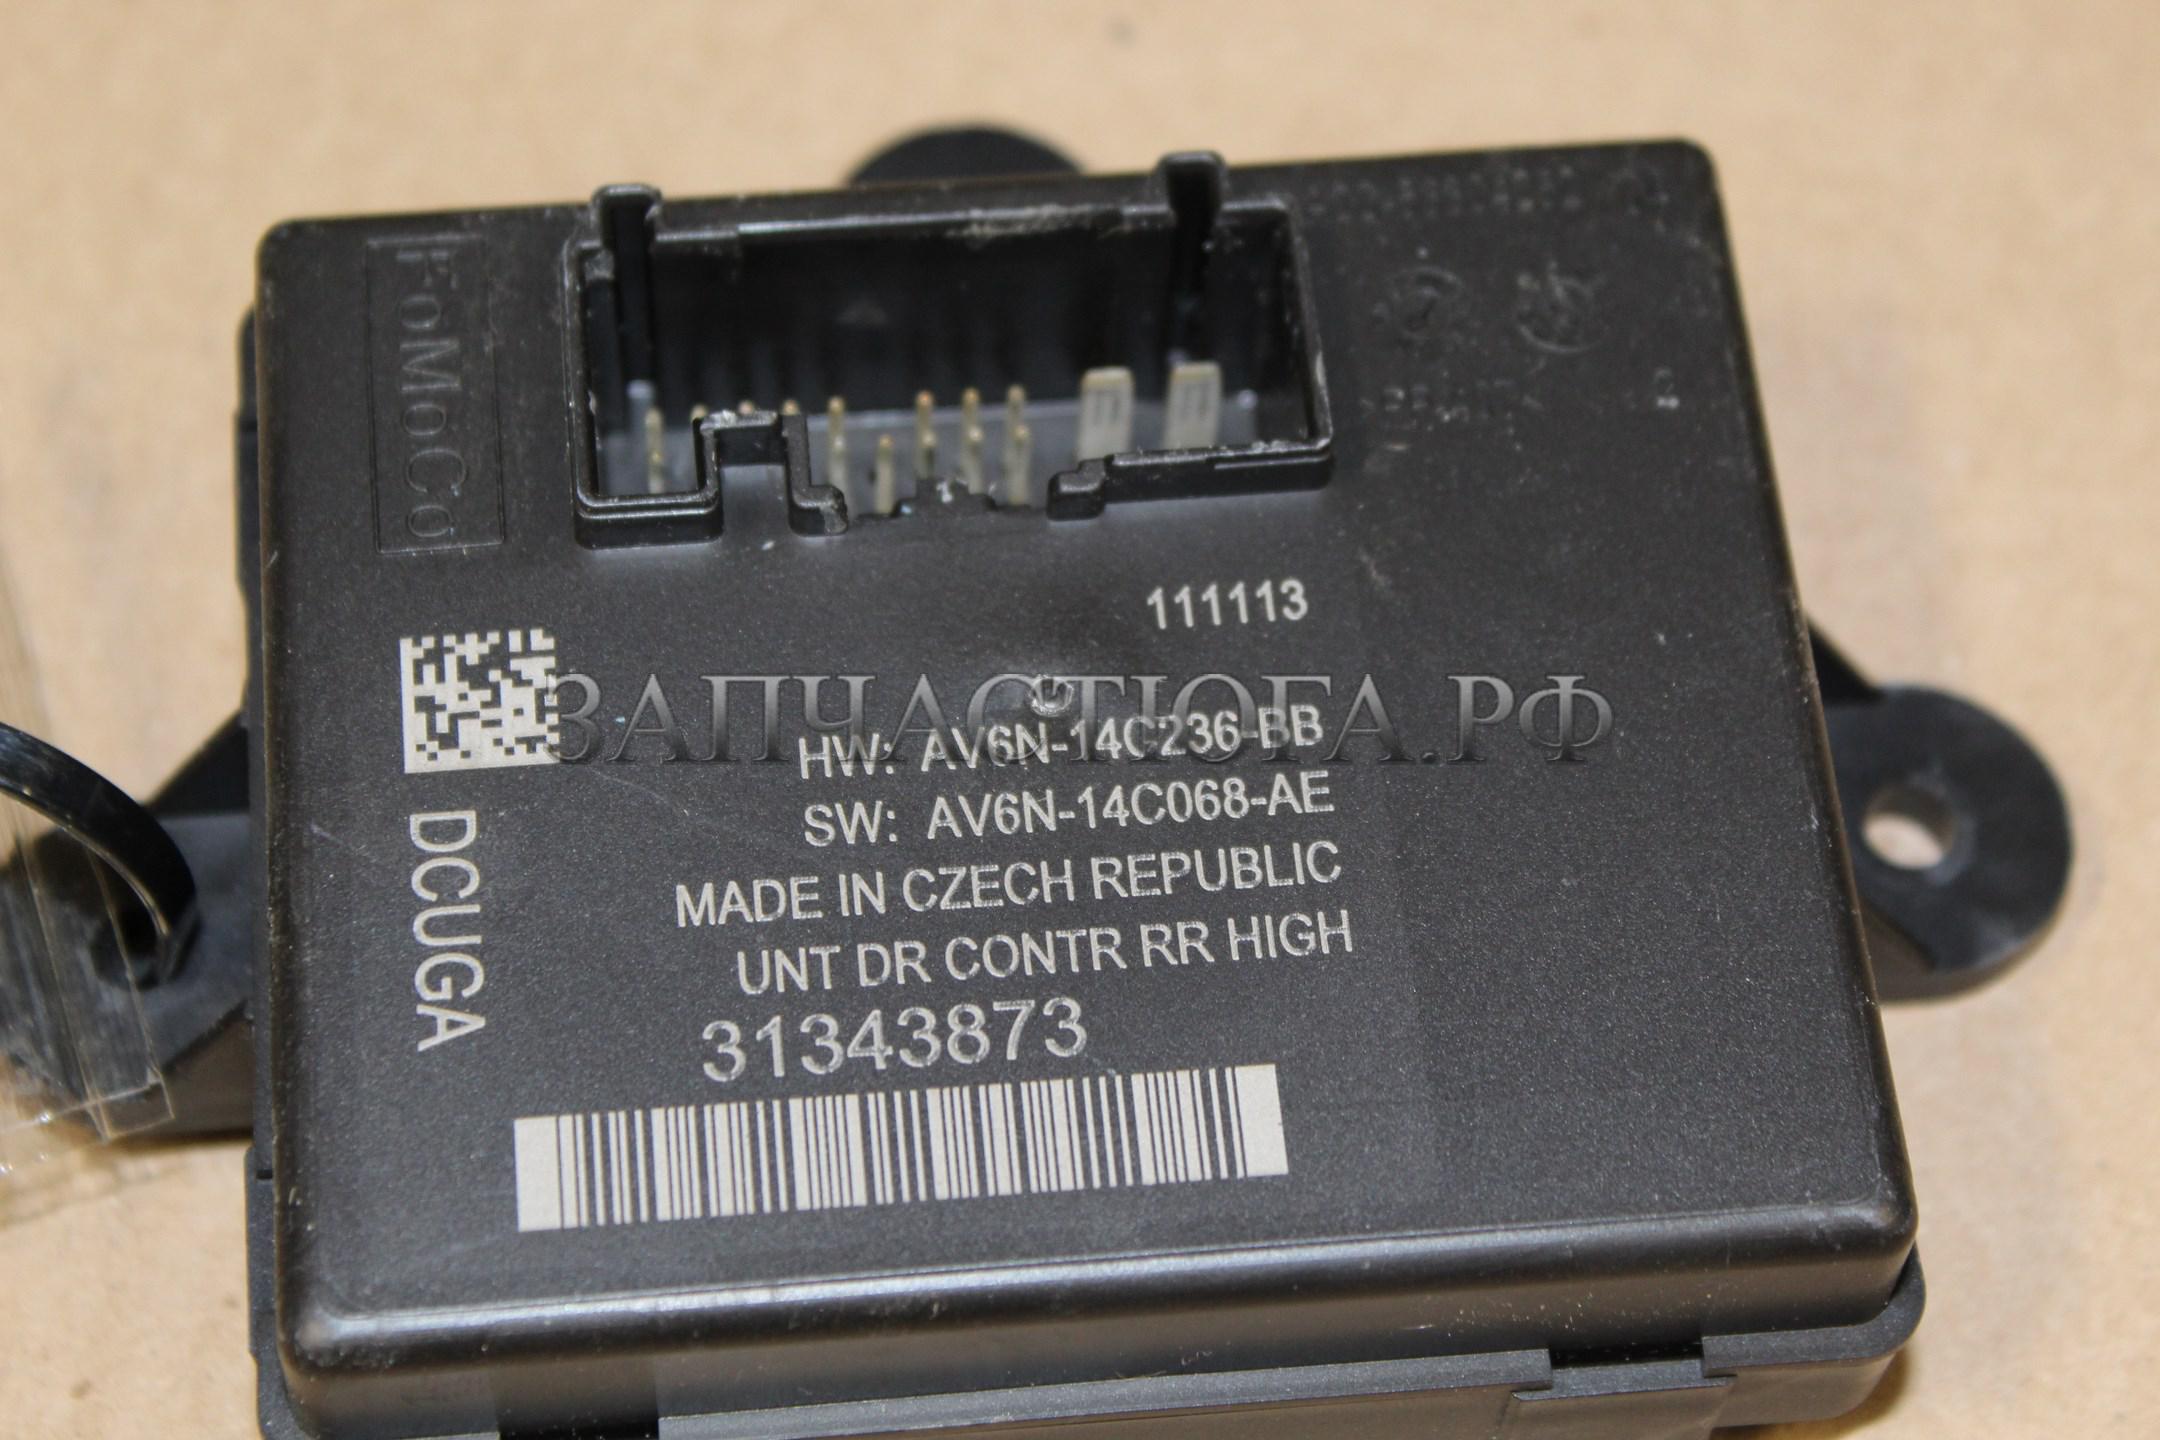 FoMoCo
111113
ЗАПЧАСТЮГА.РФ
HW: AV6N-14C236-BB
SW: AV6N-14C068-AE
MADE IN CZECH REPUBLIC
UNT DR CONTR RR HIGH
31343873
DCUGA